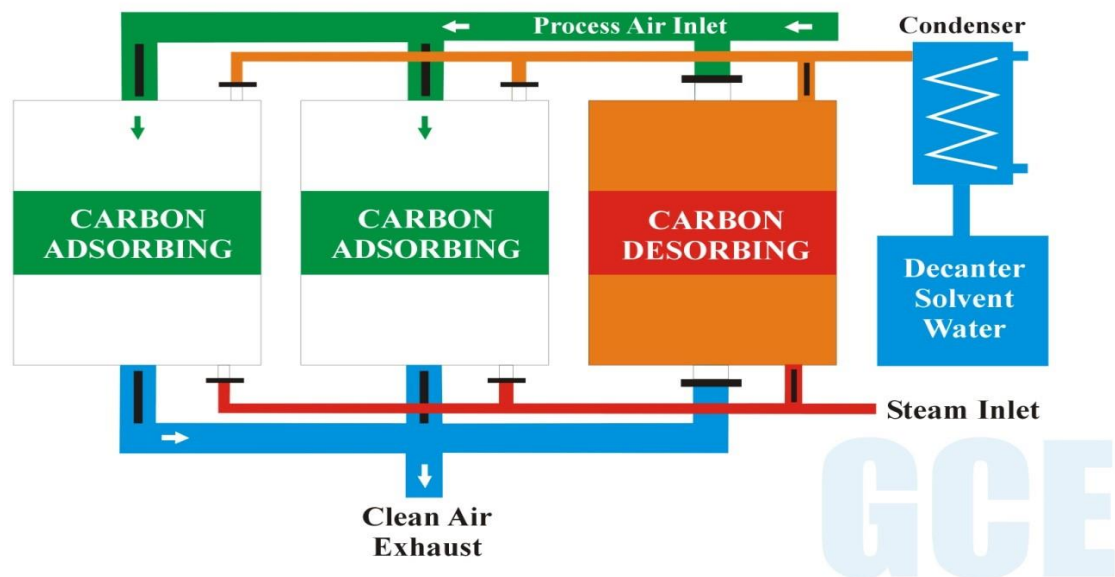 Process Air Inlet
Condenser
CARBON
ADSORBING
CARBON
ADSORBING
CARBON
DESORBING
Decanter
Solvent
Water
Steam Inlet
Clean Air
Exhaust
GCE